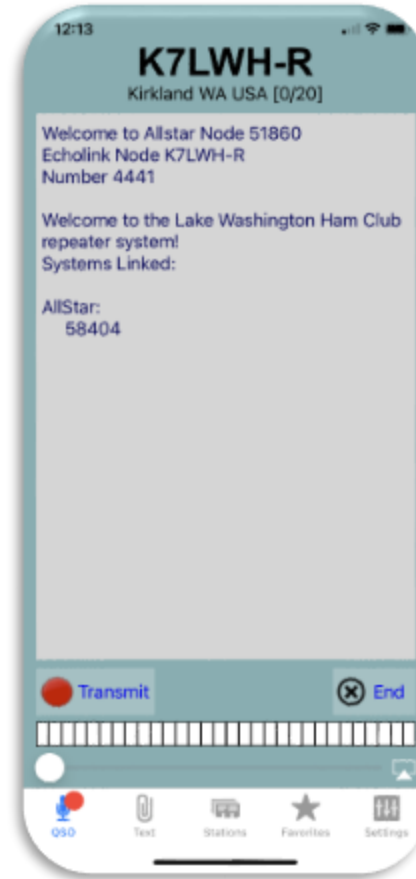 12:13
K7LWH-R
Kirkland WA USA [0/20]
Welcome to Allstar Node 51860
Echolink Node K7LWH-R
Number 4441
Welcome to the Lake Washington Ham Club
repeater system!
Systems Linked:
AllStar:
58404
Transmit
End
QSO
Text
Stations
Favorites
Settings